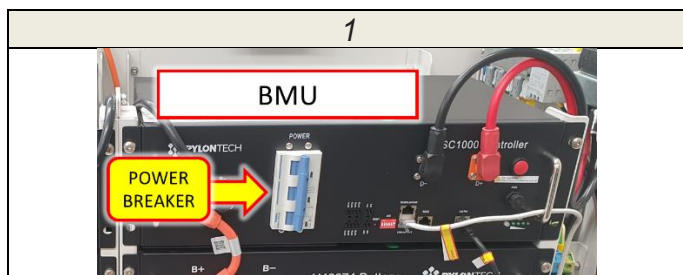 1
BMU
POWER
PYLONTECH
SC1000 Controller
POWER
BREAKER
D-
D+
B+
B-
PYLONTECH